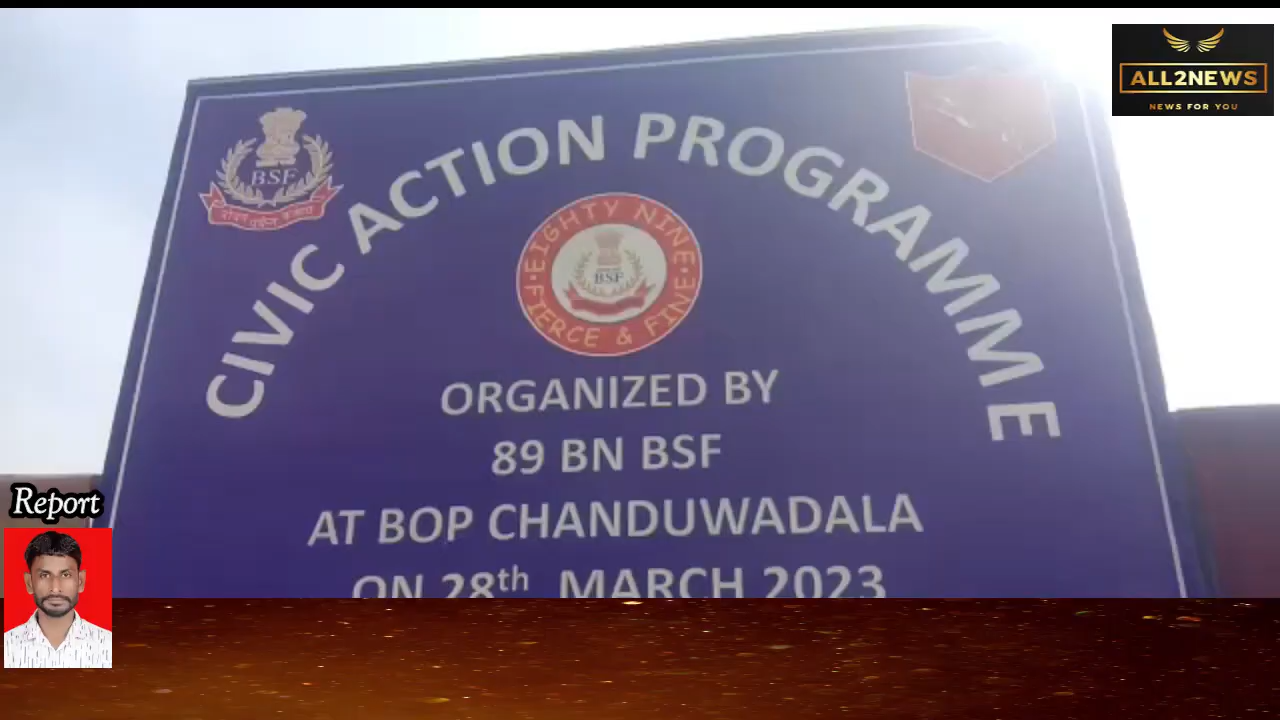 ALL2NEWS
NEWS FOR YOU
BSF
CIVIC ACTION PROGRAMME
EIGHTY NINE
BSF
FIERCE & FINE
ORGANIZED BY
89 BN BSF
AT BOP CHANDUWADALA
ON 28th MARCH 2023
Report